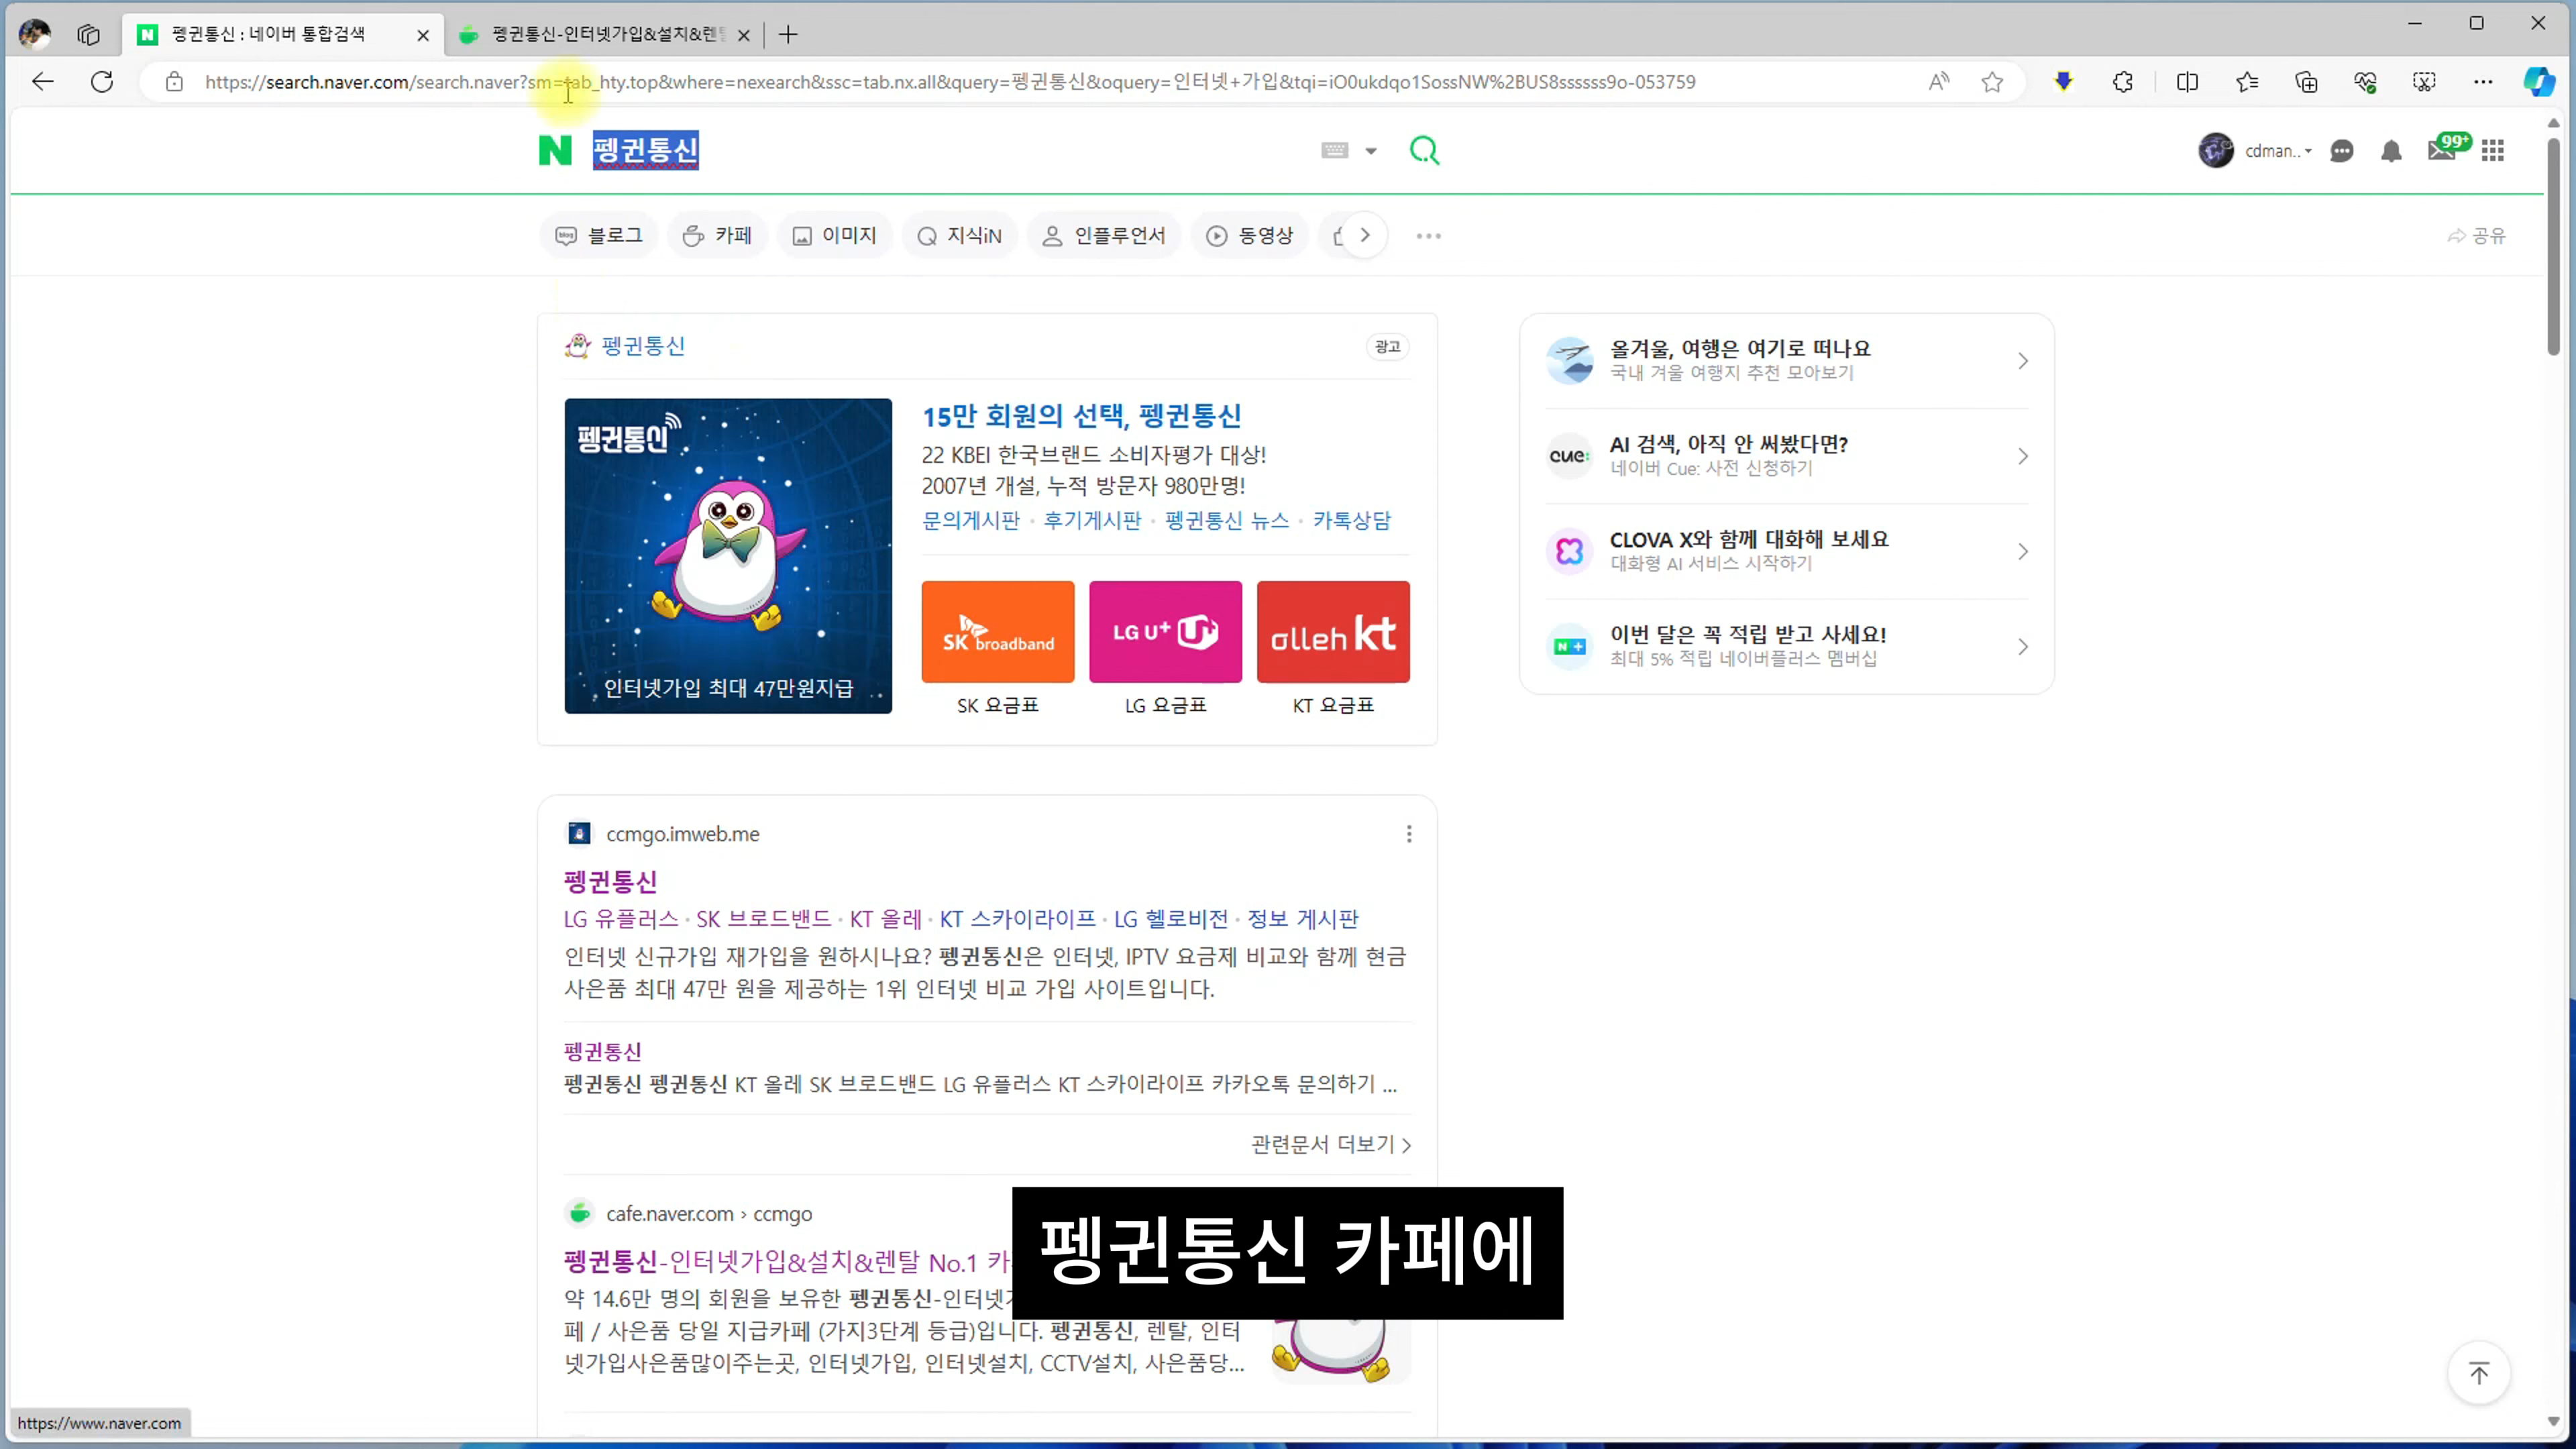 펭귄통신 : 네이버 통합검색
펭귄통신-인터넷가입&설치&렌
https://search.naver.com/search.naver?sm=tab_hty.top&where=nexearch&ssc=tab.nx.all&query=펭귄통신&oquery=인터넷+가입&tqi=iO0ukdqo1SossNW%2BUS8ssssss9o-053759
N 펭귄통신
cdman..
99+
블로그 카페 이미지 지식iN 인플루언서 동영상
공유
펭귄통신
광고
펭귄통신
인터넷가입 최대 47만원지급
15만 회원의 선택, 펭귄통신
22 KBEI 한국브랜드 소비자평가 대상!
2007년 개설, 누적 방문자 980만명!
문의게시판 · 후기게시판 · 펭귄통신 뉴스 · 카톡상담
SK broadband
LG U+ U+
olleh kt
SK 요금표
LG 요금표
KT 요금표
올겨울, 여행은 여기로 떠나요
국내 겨울 여행지 추천 모아보기
cue:
AI 검색, 아직 안 써봤다면?
네이버 Cue: 사전 신청하기
CLOVA X와 함께 대화해 보세요
대화형 AI 서비스 시작하기
N +
이번 달은 꼭 적립 받고 사세요!
최대 5% 적립 네이버플러스 멤버십
ccmgo.imweb.me
펭귄통신
LG 유플러스 · SK 브로드밴드 · KT 올레 · KT 스카이라이프 · LG 헬로비전 · 정보 게시판
인터넷 신규가입 재가입을 원하시나요? 펭귄통신은 인터넷, IPTV 요금제 비교와 함께 현금
사은품 최대 47만 원을 제공하는 1위 인터넷 비교 가입 사이트입니다.
펭귄통신
펭귄통신 펭귄통신 KT 올레 SK 브로드밴드 LG 유플러스 KT 스카이라이프 카카오톡 문의하기 ...
관련문서 더보기
cafe.naver.com › ccmgo
펭귄통신-인터넷가입&설치&렌탈 No.1 카
약 14.6만 명의 회원을 보유한 펭귄통신-인터넷
페 / 사은품 당일 지급카페 (가지3단계 등급)입니다. 펭귄통신, 렌탈, 인터
넷가입사은품많이주는곳, 인터넷가입, 인터넷설치, CCTV설치, 사은품당...
펭귄통신 카페에
https://www.naver.com